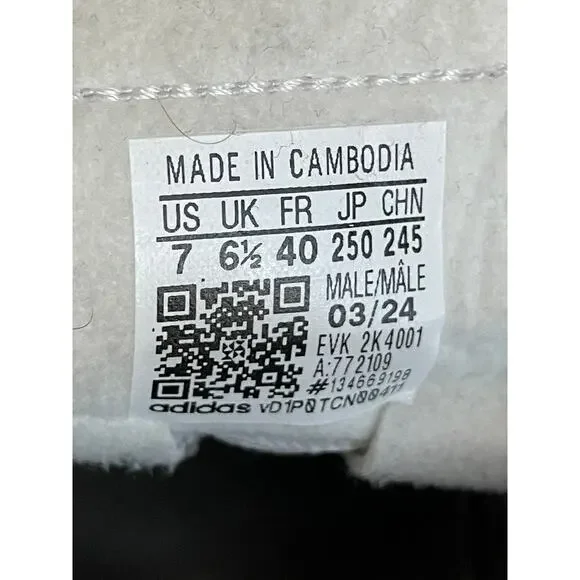 MADE IN CAMBODIA
US UK FR JP CHN
7 6½ 40 250 245
MALE/MÂLE
03/24
EVK 2K4001
A:772109
#134669198
adidas vD1P0TCN00411